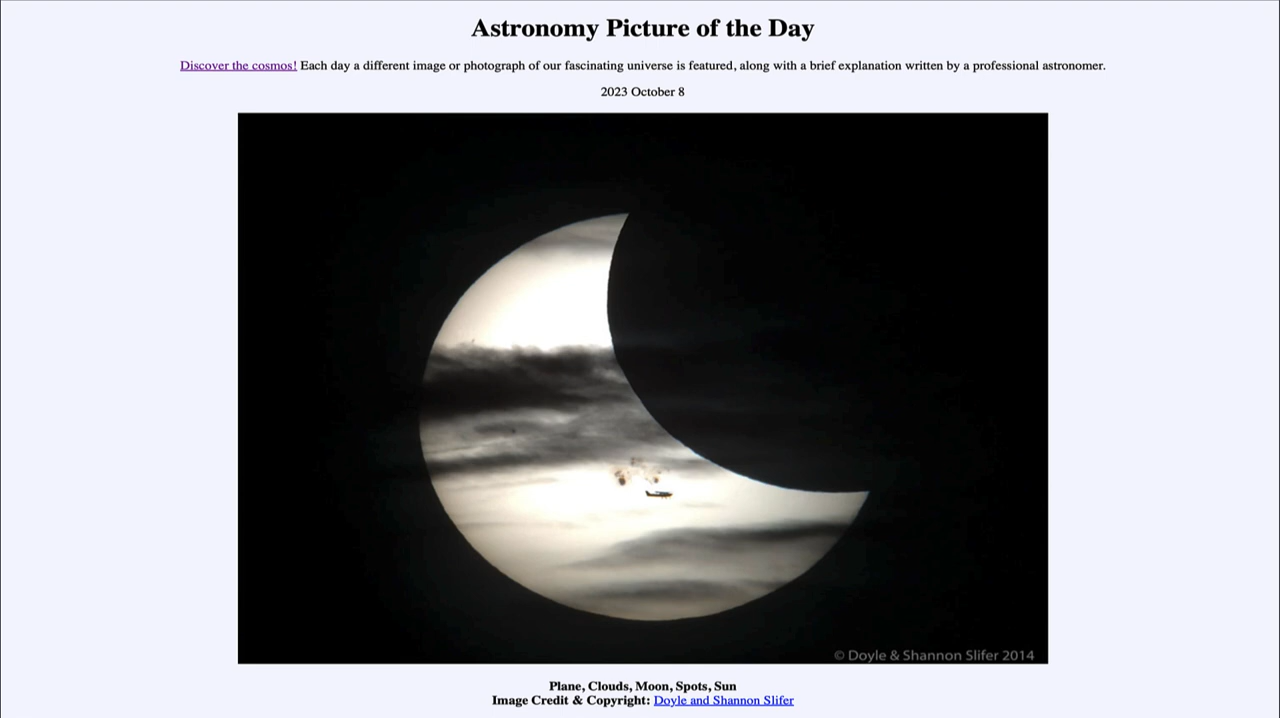 Astronomy Picture of the Day
Discover the cosmos! Each day a different image or photograph of our fascinating universe is featured, along with a brief explanation written by a professional astronomer.
2023 October 8
© Doyle & Shannon Slifer 2014
Plane, Clouds, Moon, Spots, Sun
Image Credit & Copyright: Doyle and Shannon Slifer